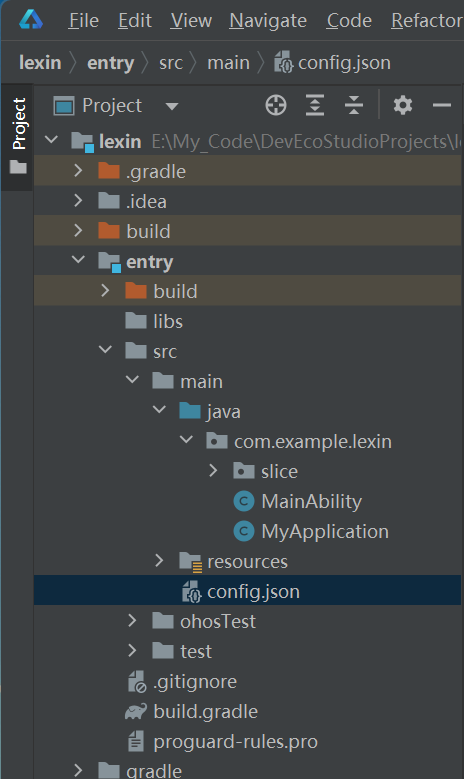 File Edit View Navigate Code Refactor
lexin entry src main config.json
Project
Project
lexin E:\My_Code\DevEcoStudioProjects\le
.gradle
.idea
build
entry
build
libs
src
main
java
com.example.lexin
slice
MainAbility
MyApplication
resources
config.json
ohosTest
test
.gitignore
build.gradle
proguard-rules.pro
gradle